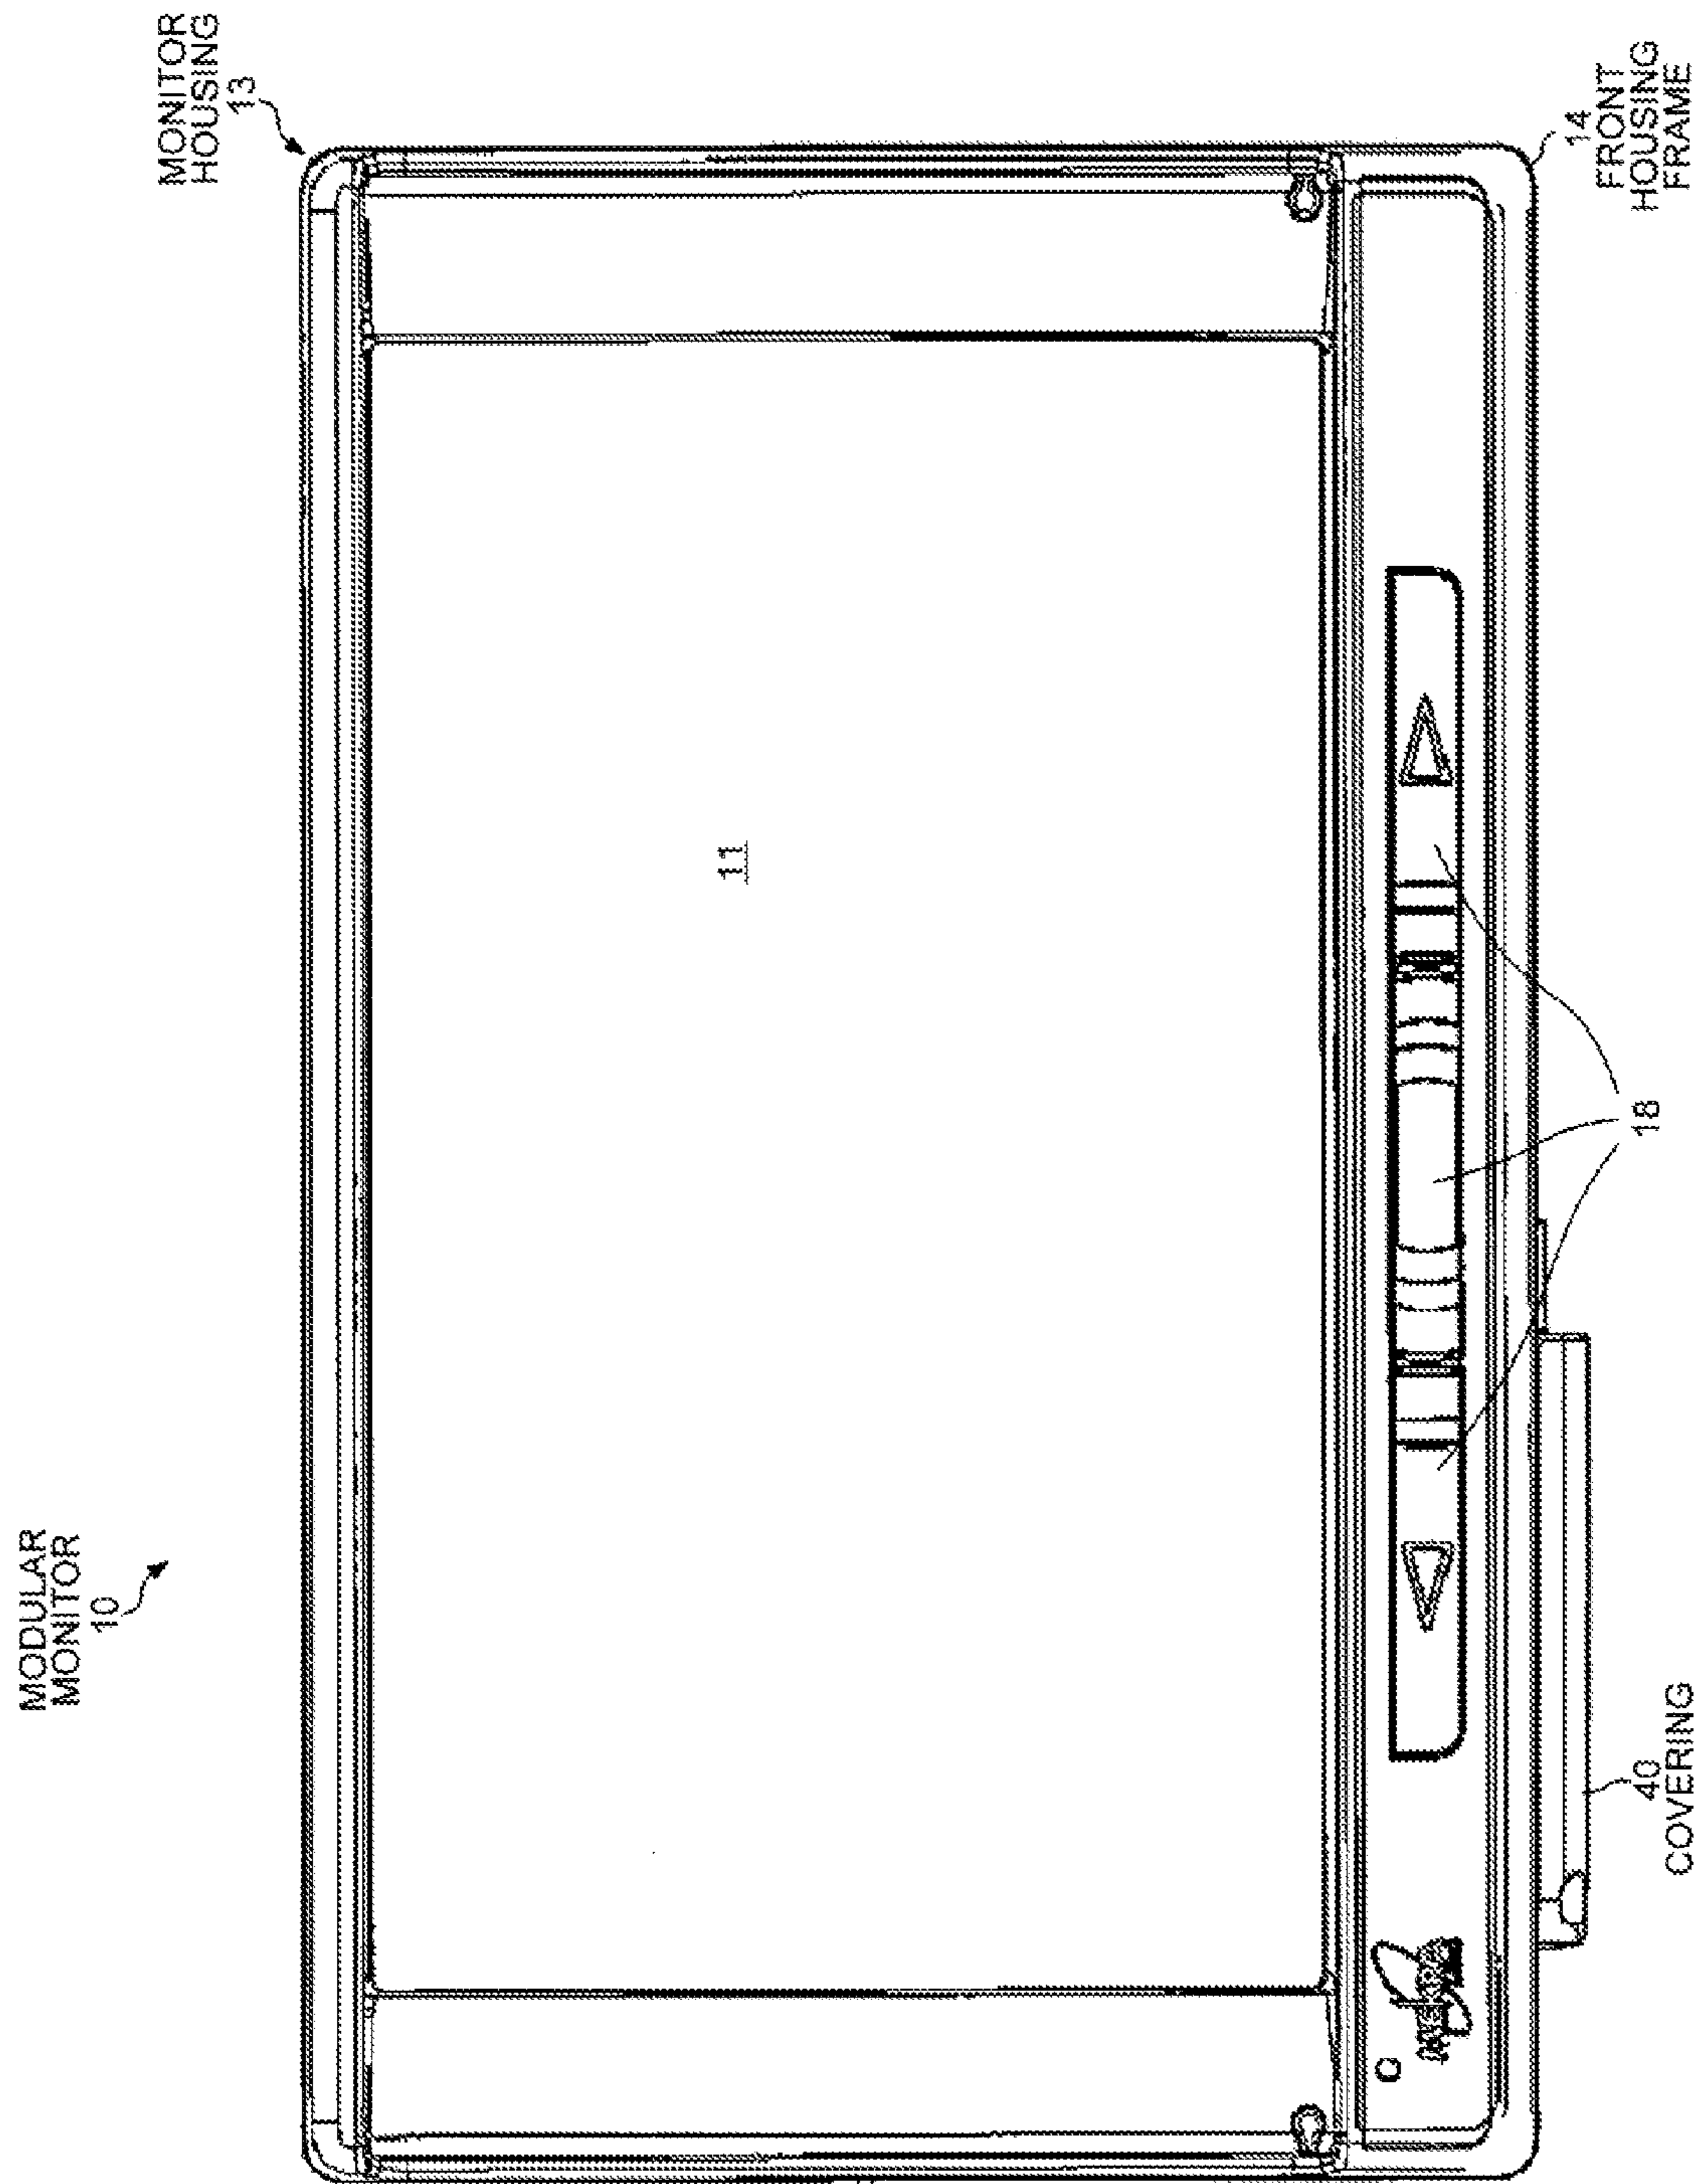 MODULAR
MONITOR
10
MONITOR
HOUSING
13
11
18
40
COVERING
14
FRONT
HOUSING
FRAME